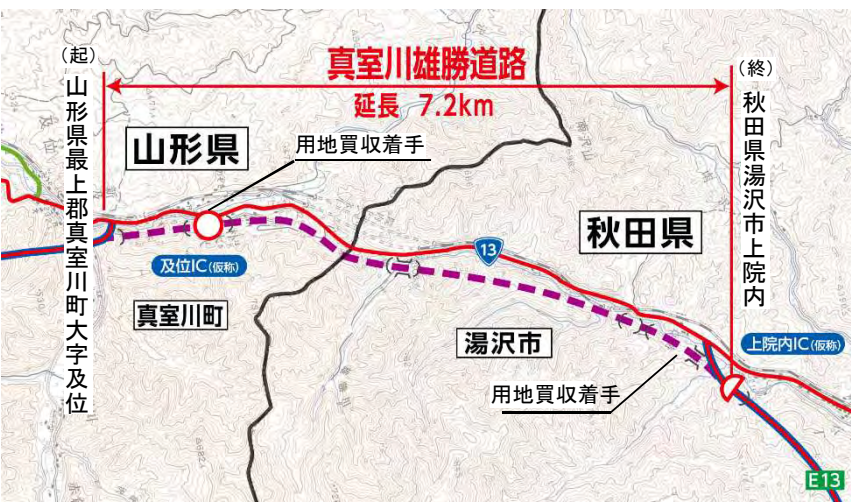 真室川雄勝道路
延長 7.2km
(起)
山形県最上郡真室川町大字及位
(終)
秋田県湯沢市上院内
山形県
用地買収着手
秋田県
13
及位IC(仮称)
真室川町
湯沢市
上院内IC(仮称)
用地買収着手
E13